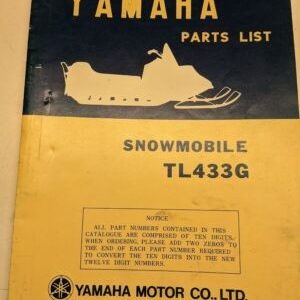 YAMAHA
PARTS LIST
SNOWMOBILE
TL433G
NOTICE
ALL PART NUMBERS CONTAINED IN THIS
CATALOGUE ARE COMPRISED OF TEN DIGITS,
WHEN ORDERING, PLEASE ADD TWO ZEROS TO
THE END OF EACH PART NUMBER REQUIRED
TO CONVERT THE TEN DIGITS INTO THE NEW
TWELVE DIGIT NUMBERS.
YAMAHA MOTOR CO., LTD.